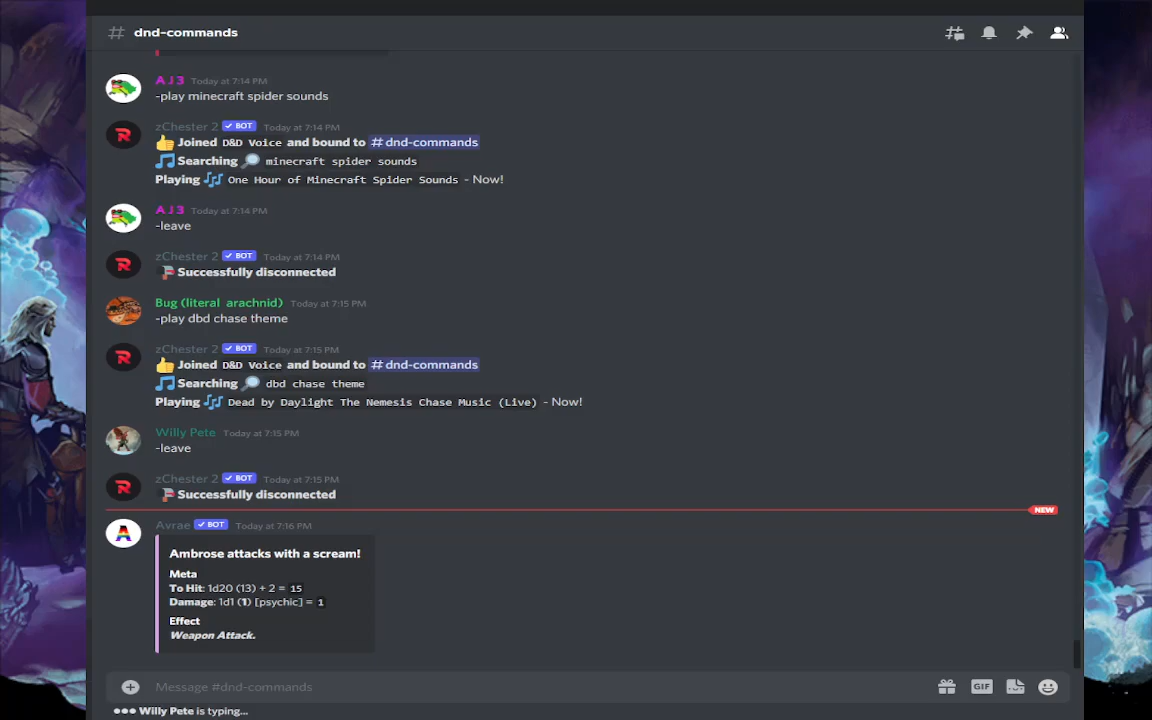 # dnd-commands
A J 3 Today at 7:14 PM
-play minecraft spider sounds
zChester 2 ✓ BOT Today at 7:14 PM
👍 Joined D&D Voice and bound to # dnd-commands
🎵 Searching 🔎 minecraft spider sounds
Playing 🎶 One Hour of Minecraft Spider Sounds - Now!
A J 3 Today at 7:14 PM
-leave
zChester 2 ✓ BOT Today at 7:14 PM
Successfully disconnected
Bug (literal arachnid) Today at 7:15 PM
-play dbd chase theme
zChester 2 ✓ BOT Today at 7:15 PM
👍 Joined D&D Voice and bound to # dnd-commands
🎵 Searching 🔎 dbd chase theme
Playing 🎶 Dead by Daylight The Nemesis Chase Music (Live) - Now!
Willy Pete Today at 7:15 PM
-leave
zChester 2 ✓ BOT Today at 7:15 PM
Successfully disconnected
NEW
A
Avrae ✓ BOT Today at 7:16 PM
Ambrose attacks with a scream!
Meta
To Hit: 1d20 (13) + 2 = 15
Damage: 1d1 (1) [psychic] = 1
Effect
Weapon Attack.
Message #dnd-commands
GIF
Willy Pete is typing...